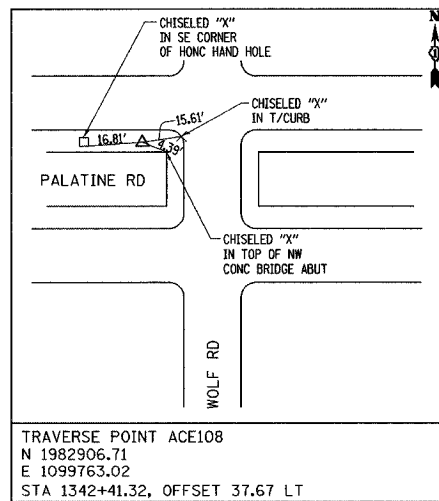 CHISELED "X"
IN SE CORNER
OF HONC HAND HOLE
N
15.61'
CHISELED "X"
IN T/CURB
16.81'
4.39'
PALATINE RD
CHISELED "X"
IN TOP OF NW
CONC BRIDGE ABUT
WOLF RD
TRAVERSE POINT ACE108
N 1982906.71
E 1099763.02
STA 1342+41.32, OFFSET 37.67 LT